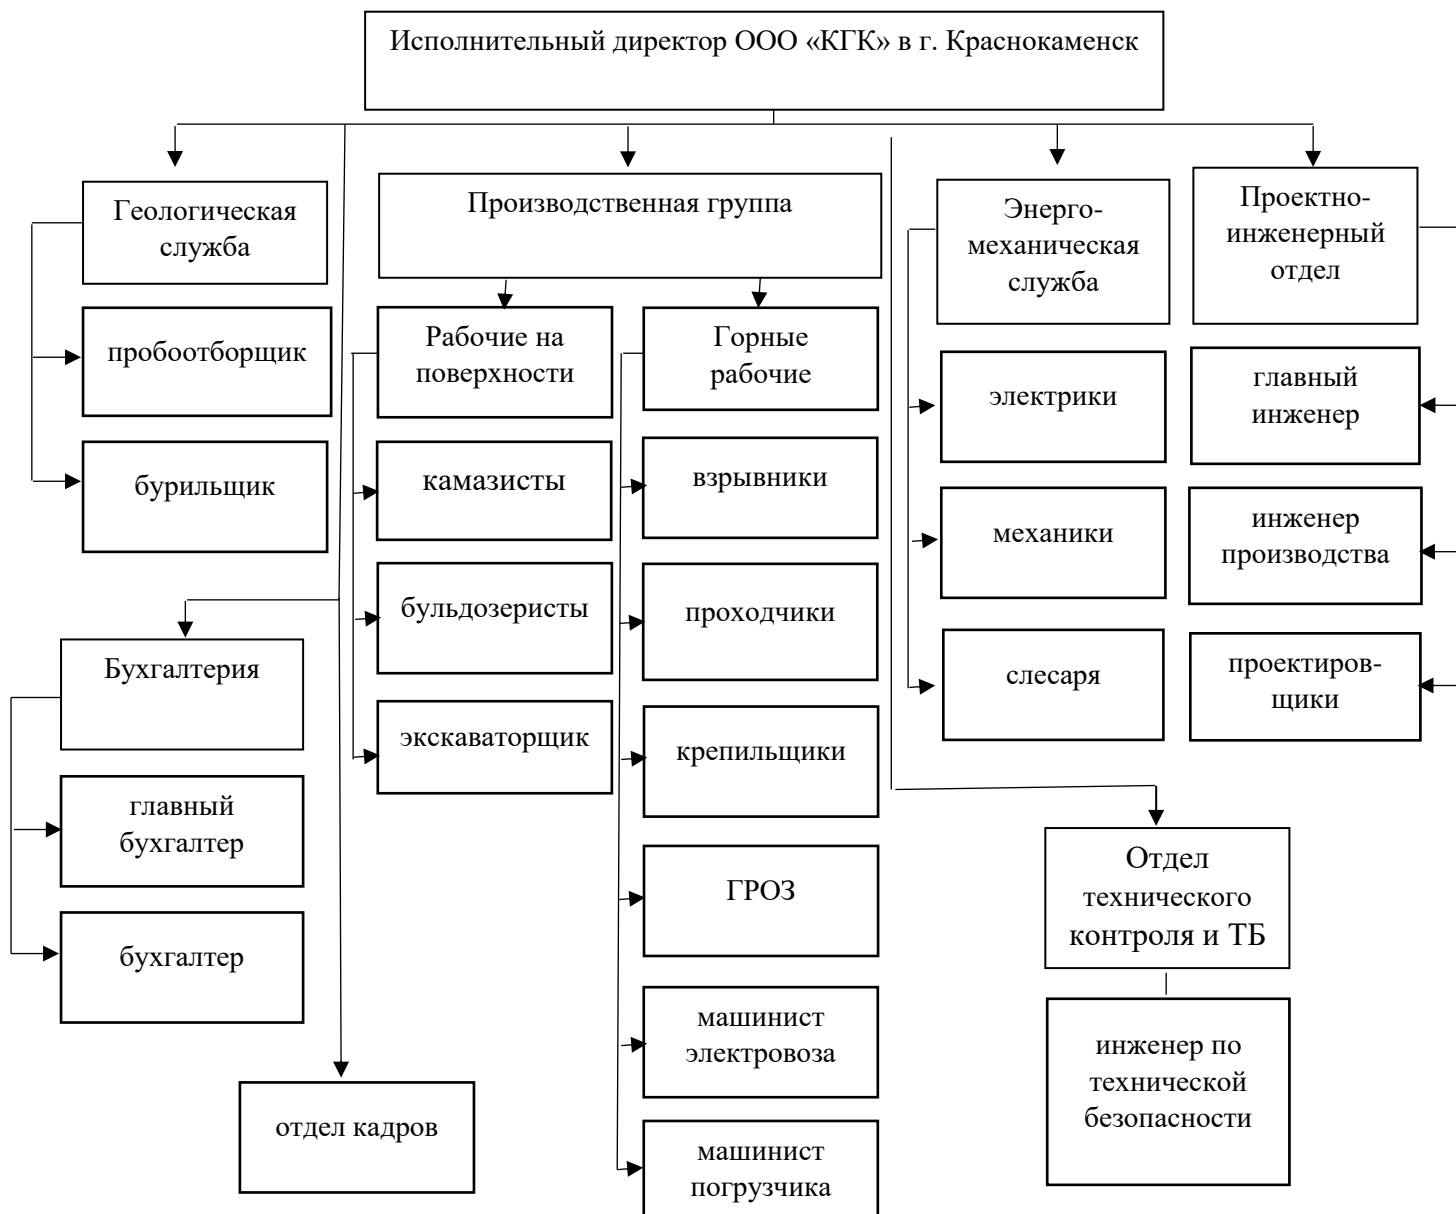 Исполнительный директор ООО «КГК» в г. Краснокаменск
Геологическая
служба
пробоотборщик
бурильщик
Бухгалтерия
главный
бухгалтер
бухгалтер
отдел кадров
Производственная группа
Рабочие на
поверхности
камазисты
бульдозеристы
экскаваторщик
Горные
рабочие
взрывники
проходчики
крепильщики
ГРОЗ
машинист
электровоза
машинист
погрузчика
Энерго-
механическая
служба
электрики
механики
слесаря
Проектно-
инженерный
отдел
главный
инженер
инженер
производства
проектиров-
щики
Отдел
технического
контроля и ТБ
инженер по
технической
безопасности